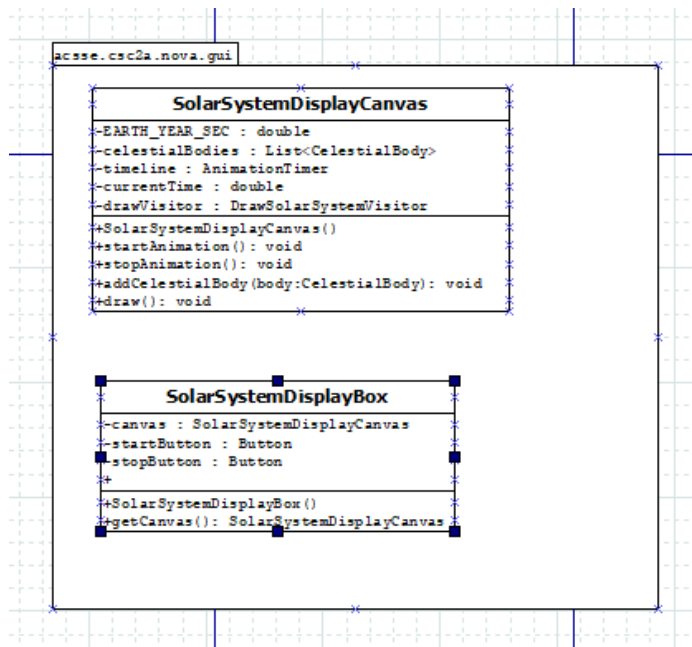 acsse.csc2a.nova.gui
SolarSystemDisplayCanvas
-EARTH_YEAR_SEC : double
-celestialBodies : List<CelestialBody>
-timeline : AnimationTimer
-currentTime : double
-drawVisitor : DrawSolarSystemVisitor
+SolarSystemDisplayCanvas()
+startAnimation(): void
+stopAnimation(): void
+addCelestialBody(body:CelestialBody): void
+draw(): void
SolarSystemDisplayBox
-canvas : SolarSystemDisplayCanvas
-startButton : Button
-stopButton : Button
+
+SolarSystemDisplayBox()
+getCanvas(): SolarSystemDisplayCanvas